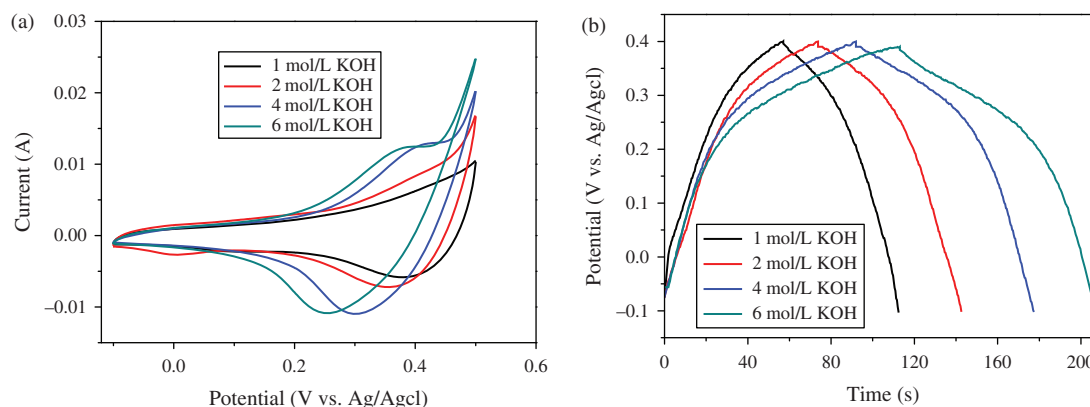 (a)
0.03
0.02
0.01
0.00
−0.01
Current (A)
1 mol/L KOH
2 mol/L KOH
4 mol/L KOH
6 mol/L KOH
0.0
0.2
0.4
0.6
Potential (V vs. Ag/Agcl)
(b)
0.4
0.3
0.2
0.1
0.0
−0.1
Potential (V vs. Ag/Agcl)
1 mol/L KOH
2 mol/L KOH
4 mol/L KOH
6 mol/L KOH
0
40
80
120
160
200
Time (s)